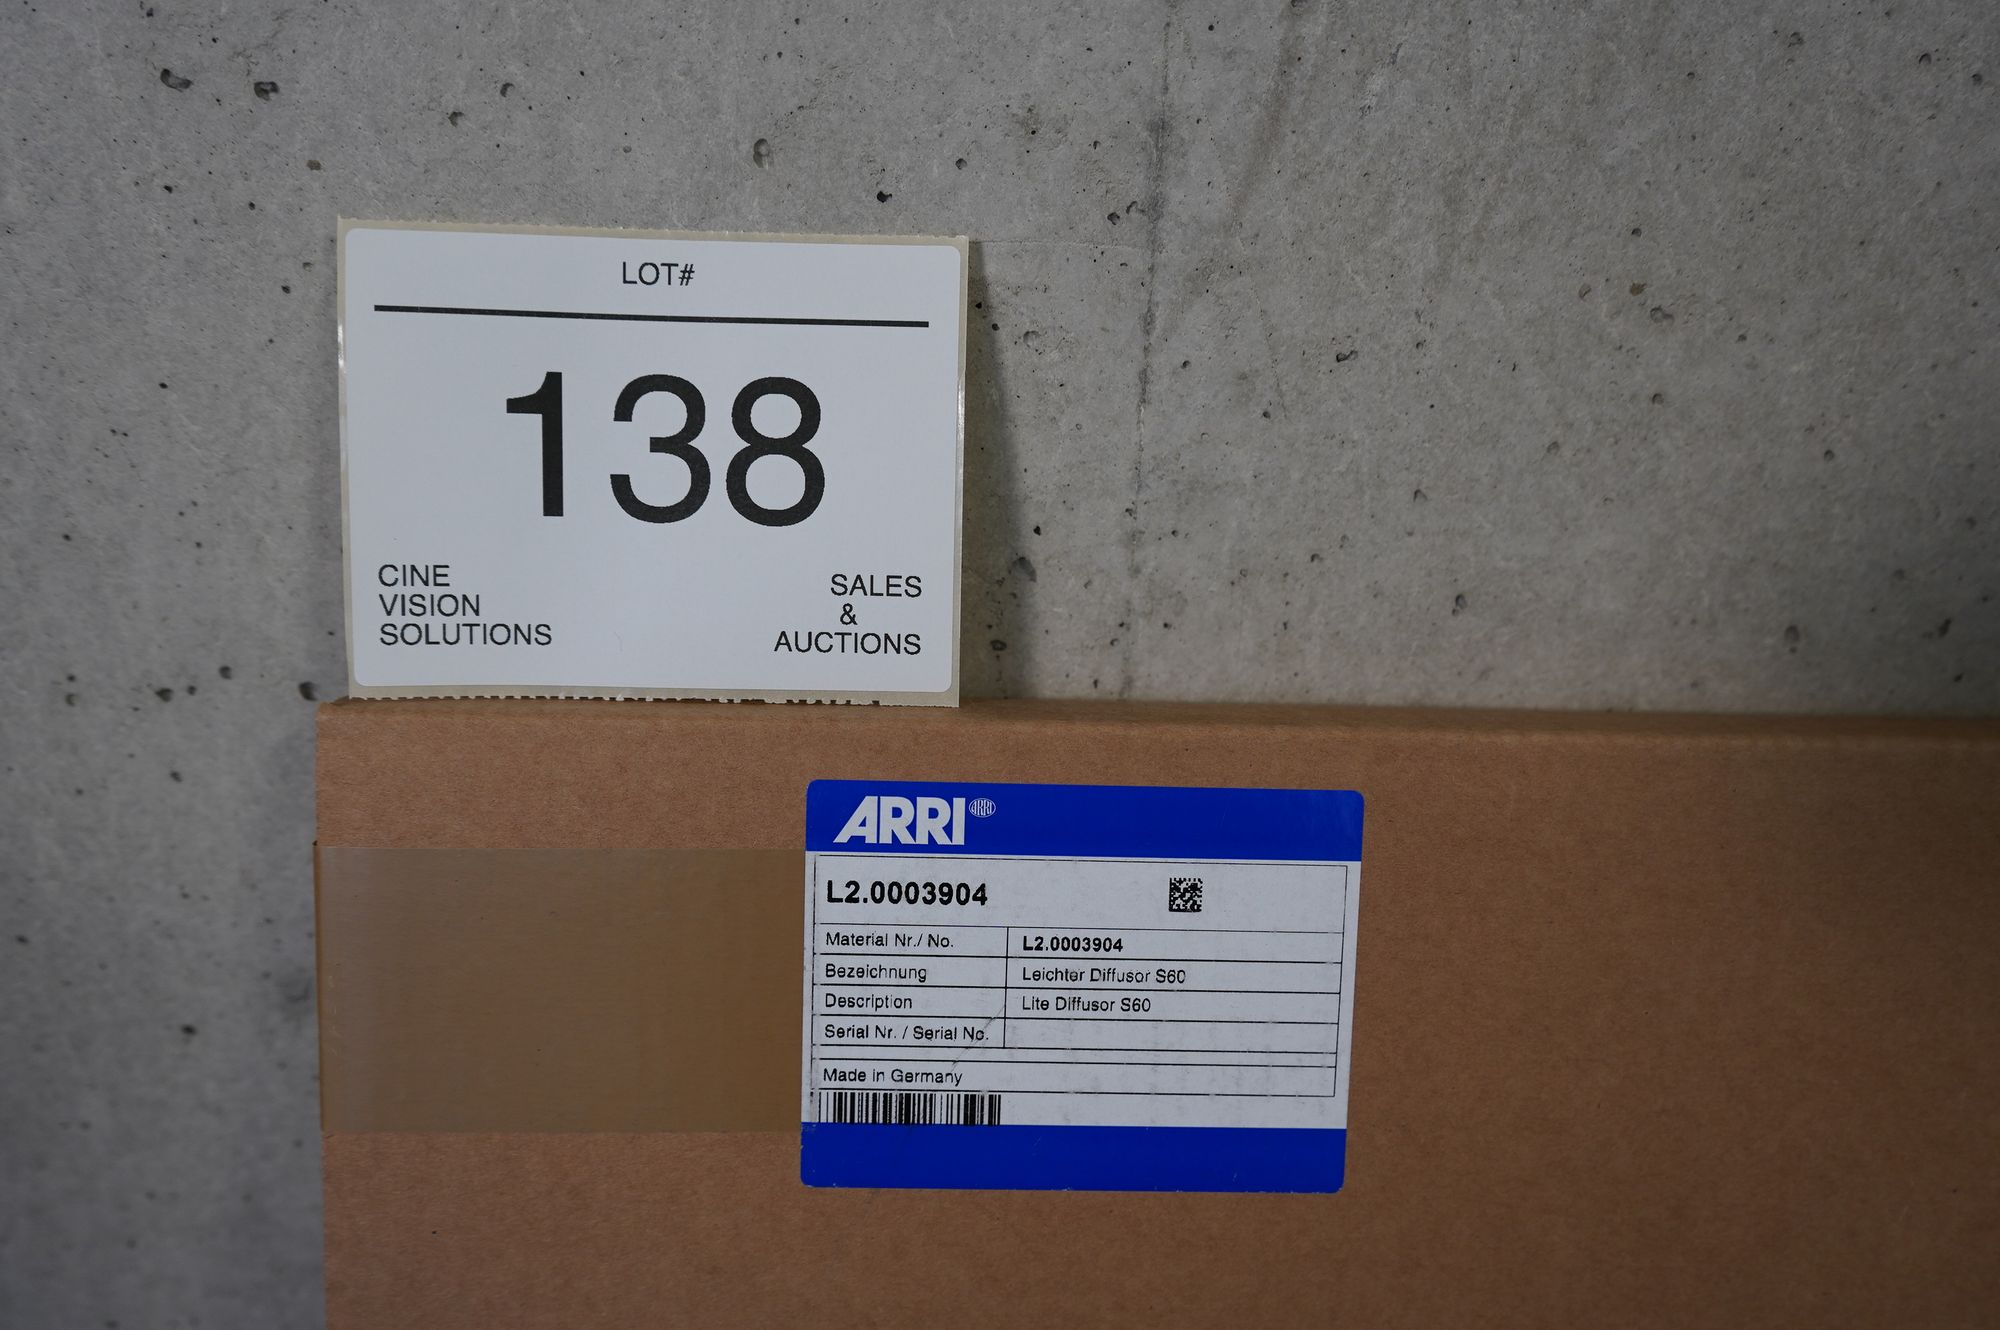 LOT#
138
CINE
VISION
SOLUTIONS
SALES
&
AUCTIONS
ARRI ARRI
L2.0003904
Material Nr./ No. L2.0003904
Bezeichnung Leichter Diffusor S60
Description Lite Diffusor S60
Serial Nr. / Serial No.
Made in Germany